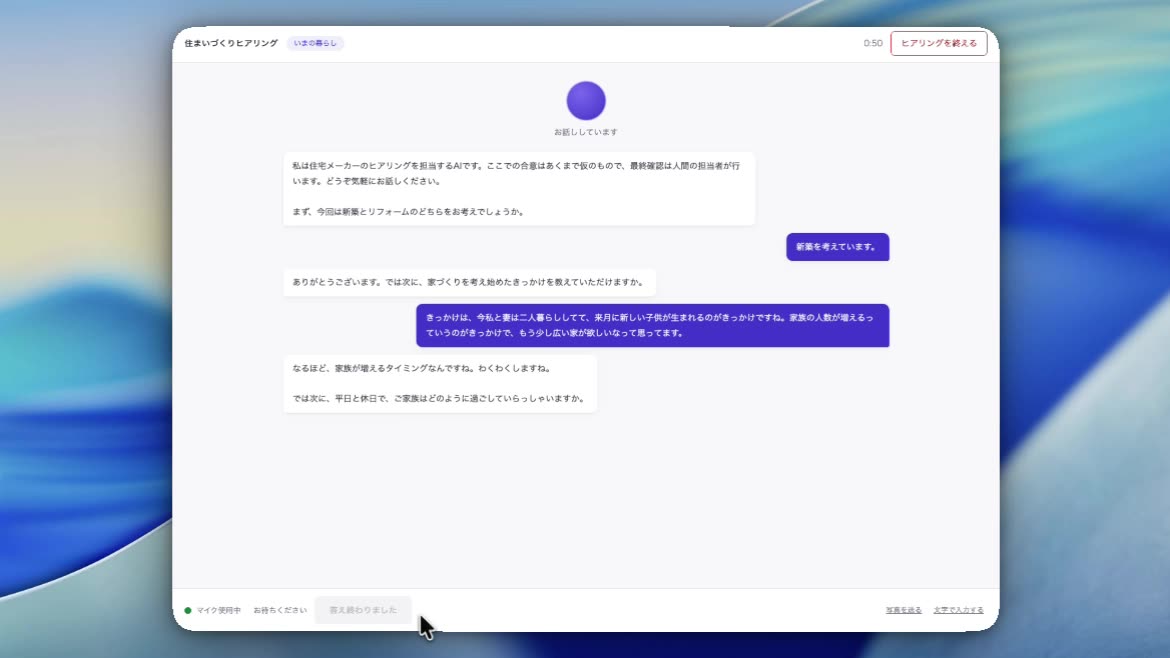 住まいづくりヒアリング
いまの暮らし
0:50
ヒアリングを終える
お話ししています
私は住宅メーカーのヒアリングを担当するAIです。ここでの合意はあくまで仮のもので、最終確認は人間の担当者が行
います。どうぞ気軽にお話しください。
まず、今回は新築とリフォームのどちらをお考えでしょうか。
新築を考えています。
ありがとうございます。では次に、家づくりを考え始めたきっかけを教えていただけますか。
きっかけは、今私と妻は二人暮らししてて、来月に新しい子供が生まれるのがきっかけですね。家族の人数が増えるっ
ていうのがきっかけで、もう少し広い家が欲しいなって思ってます。
なるほど、家族が増えるタイミングなんですね。わくわくしますね。
では次に、平日と休日で、ご家族はどのように過ごしていらっしゃいますか。
マイク使用中
お待ちください
答え終わりました
写真を送る
文字で入力する